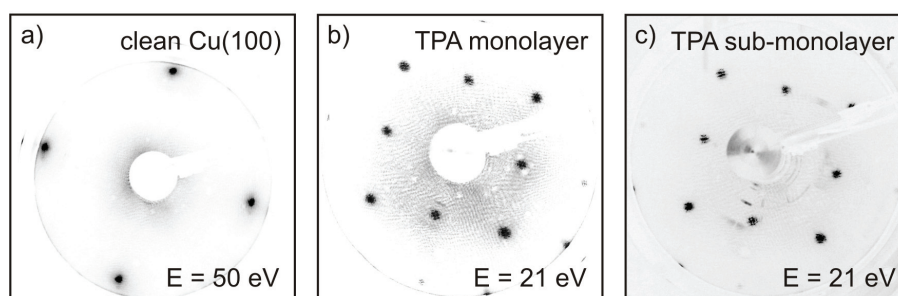 a) clean Cu(100)
E = 50 eV
b) TPA monolayer
E = 21 eV
c) TPA sub-monolayer
E = 21 eV